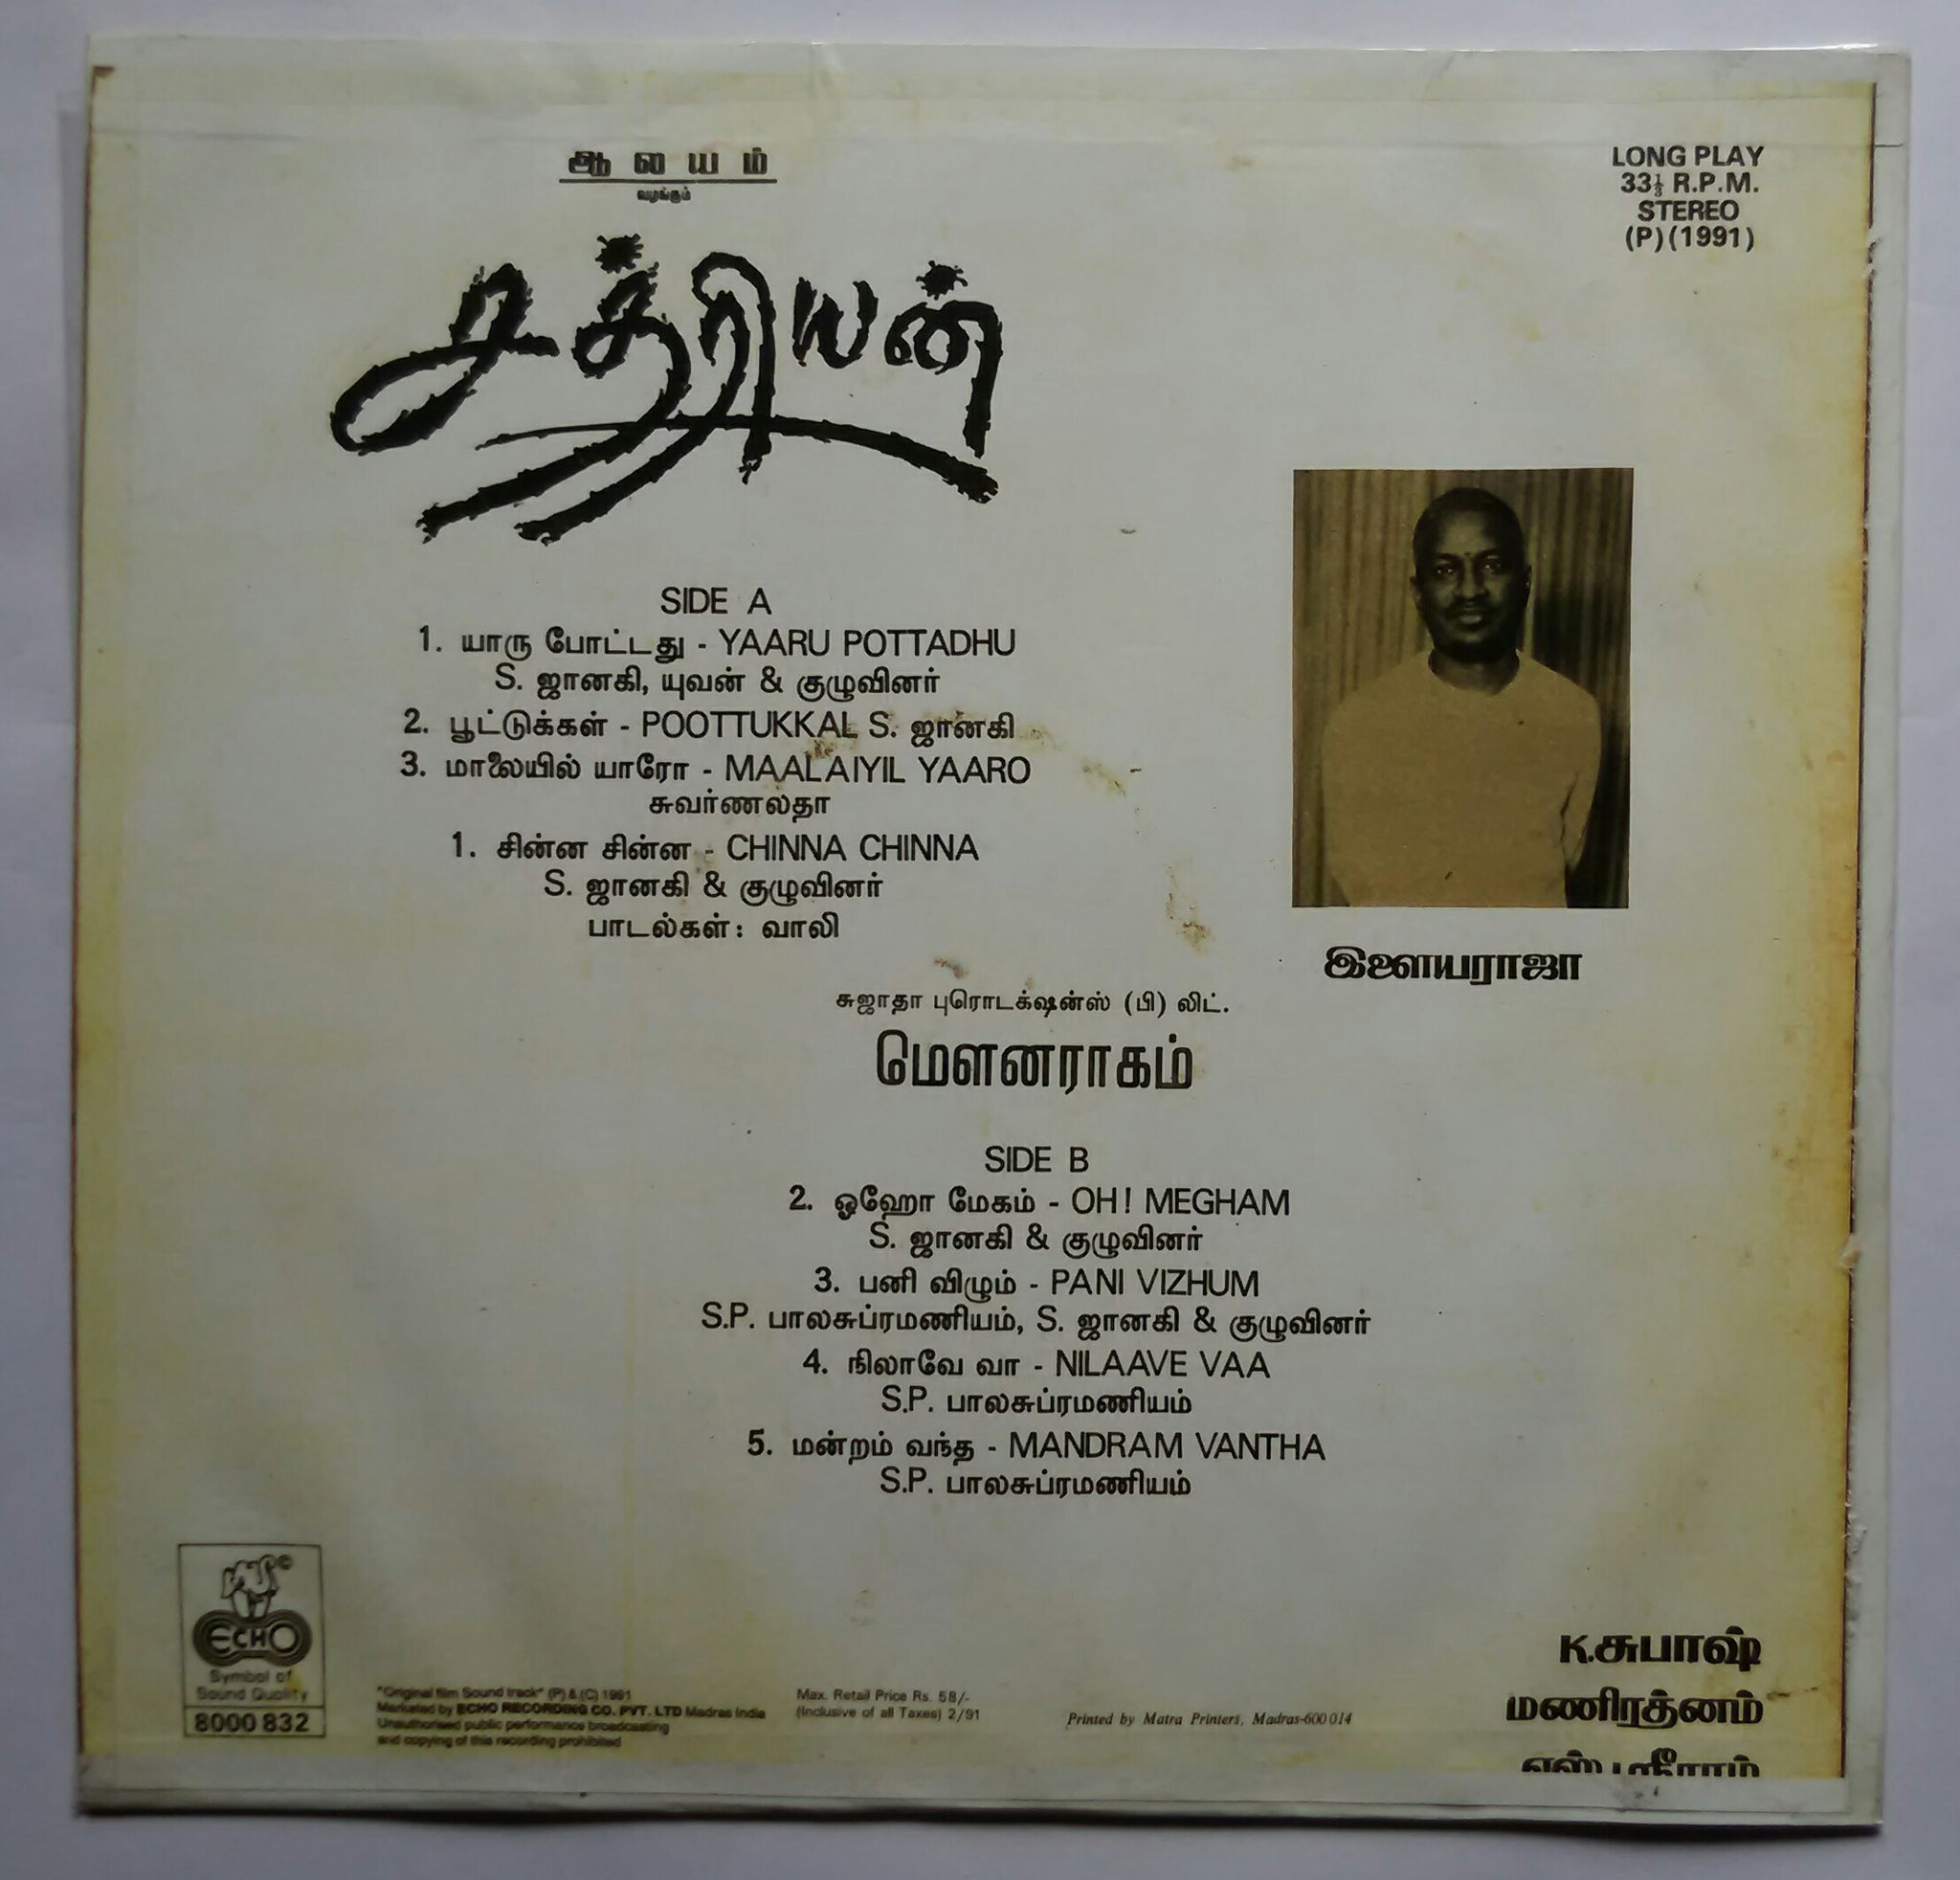 ஆலயம்
வழங்கும்
சத்ரியன்
LONG PLAY
33⅓ R.P.M.
STEREO
(P)(1991)
SIDE A
1. யாரு போட்டது - YAARU POTTADHU
S. ஜானகி, யுவன் & குழுவினர்
2. பூட்டுக்கள் - POOTTUKKAL S. ஜானகி
3. மாலையில் யாரோ - MAALAIYIL YAARO
சுவர்ணலதா
1. சின்ன சின்ன - CHINNA CHINNA
S. ஜானகி & குழுவினர்
பாடல்கள்: வாலி
இளையராஜா
சுஜாதா புரொடக்ஷன்ஸ் (பி) லிட்.
மௌனராகம்
SIDE B
2. ஓஹோ மேகம் - OH! MEGHAM
S. ஜானகி & குழுவினர்
3. பனி விழும் - PANI VIZHUM
S.P. பாலசுப்ரமணியம், S. ஜானகி & குழுவினர்
4. நிலாவே வா - NILAAVE VAA
S.P. பாலசுப்ரமணியம்
5. மன்றம் வந்த - MANDRAM VANTHA
S.P. பாலசுப்ரமணியம்
ECHO
Symbol of
Sound Quality
8000 832
"Original film Sound track" (P) & (C) 1991
Marketed by ECHO RECORDING CO. PVT. LTD Madras India
Unauthorised public performance broadcasting
and copying of this recording prohibited
Max. Retail Price Rs. 58/-
(Inclusive of all Taxes) 2/91
Printed by Matra Printers, Madras-600 014
K.சுபாஷ்
மணிரத்னம்